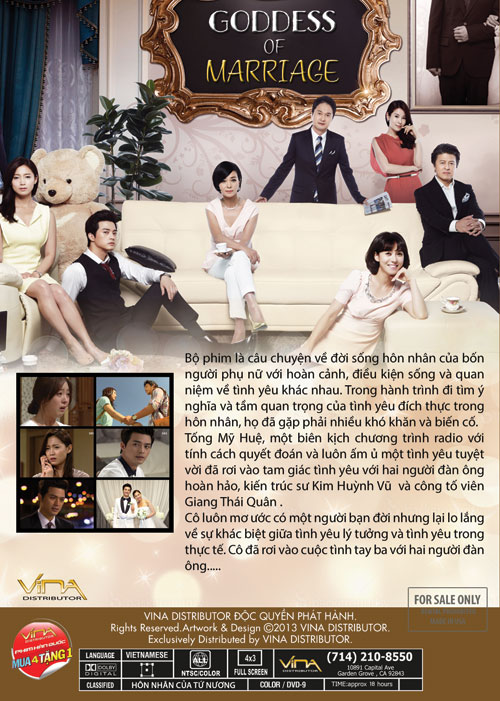 GODDESS
OF
MARRIAGE
Bộ phim là câu chuyện về đời sống hôn nhân của bốn
người phụ nữ với hoàn cảnh, điều kiện sống và quan
niệm về tình yêu khác nhau. Trong hành trình đi tìm ý
nghĩa và tầm quan trọng của tình yêu đích thực trong
hôn nhân, họ đã gặp phải nhiều khó khăn và biến cố.
Tống Mỹ Huệ, một biên kịch chương trình radio với
tính cách quyết đoán và luôn ấm ủ một tình yêu tuyệt
vời đã rơi vào tam giác tình yêu với hai người đàn ông
hoàn hảo, kiến trúc sư Kim Huỳnh Vũ và công tố viên
Giang Thái Quân .
Cô luôn mơ ước có một người bạn đời nhưng lại lo lắng
về sự khác biệt giữa tình yêu lý tưởng và tình yêu trong
thực tế. Cô đã rơi vào cuộc tình tay ba với hai người đàn
ông.....
VINA
DISTRIBUTOR
FOR SALE ONLY
MADE IN USA
VINA DISTRIBUTOR ĐỘC QUYỀN PHÁT HÀNH.
Rights Reserved.Artwork & Design ©2013 VINA DISTRIBUTOR.
Exclusively Distributed by VINA DISTRIBUTOR.
VINA
DISTRIBUTOR
PHIM HÀN QUỐC
MUA 4 TẶNG 1
LANGUAGE VIETNAMESE
DOLBY
DIGITAL
ALL
NTSC/COLOR
4x3
FULL SCREEN
VINA
DISTRIBUTOR
(714) 210-8550
10891 Capital Ave
Garden Grove , CA 92843
CLASSIFIED HÔN NHÂN CỦA TỨ NƯƠNG COLOR / DVD-9 TIME:approx 18 hours